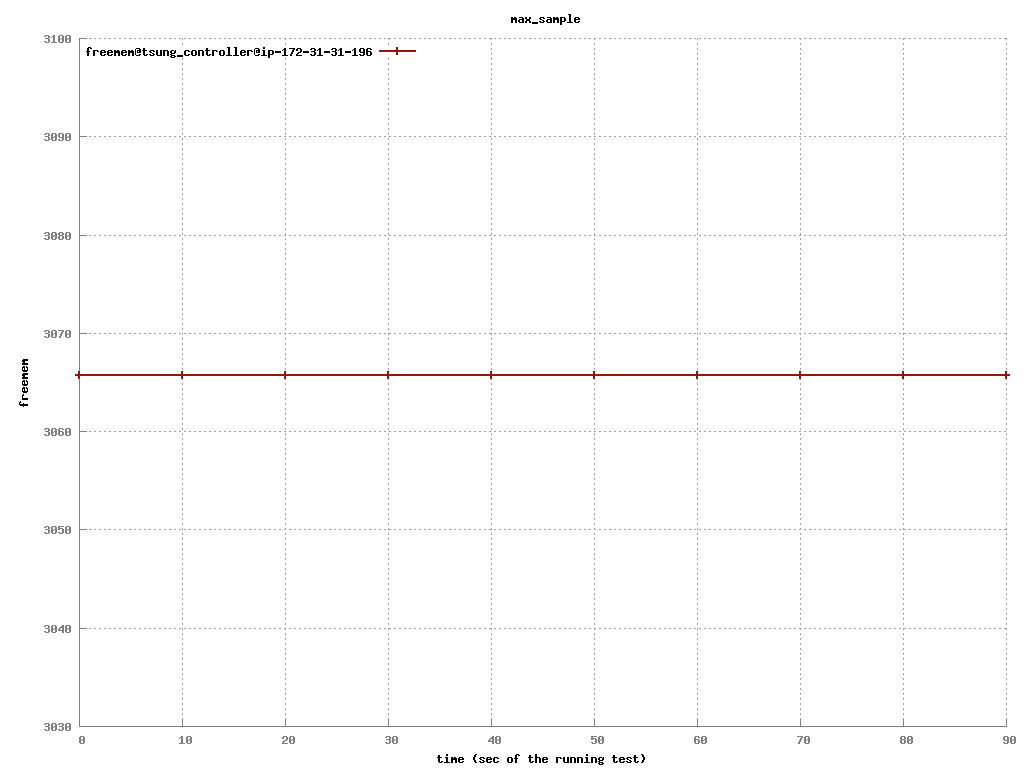 max_sample
freemem@tsung_controller@ip-172-31-31-196
3100
3090
3080
3070
3060
3050
3040
3030
freemem
0 10 20 30 40 50 60 70 80 90
time (sec of the running test)